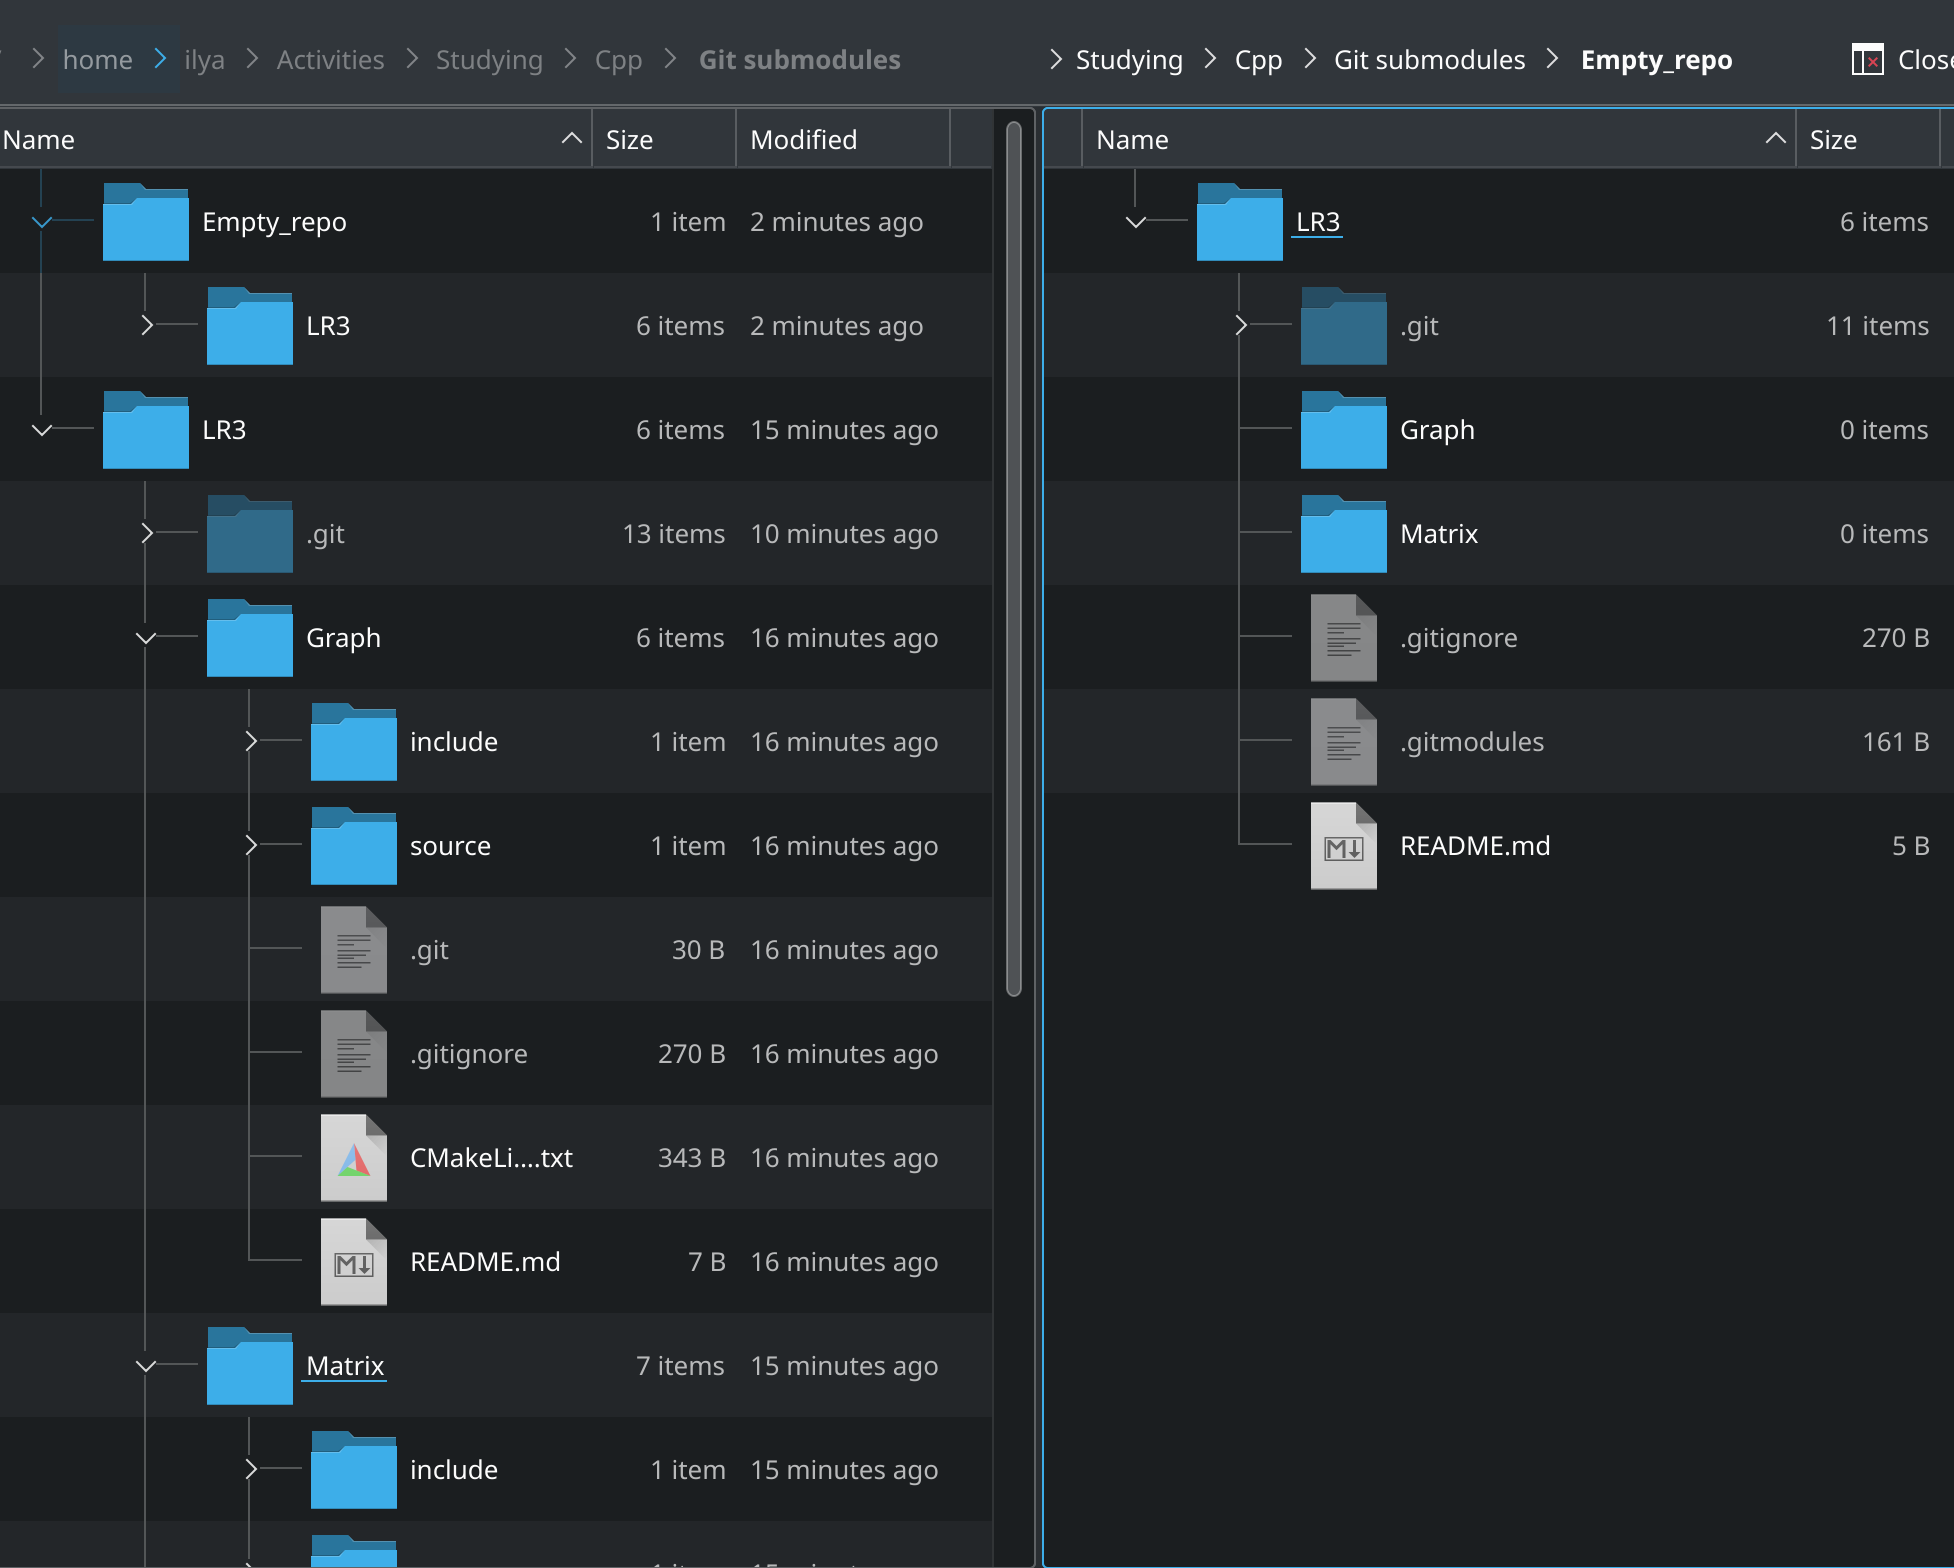 home ilya Activities Studying Cpp Git submodules
Studying Cpp Git submodules Empty_repo
Name Size Modified
Empty_repo 1 item 2 minutes ago
LR3 6 items 2 minutes ago
LR3 6 items 15 minutes ago
.git 13 items 10 minutes ago
Graph 6 items 16 minutes ago
include 1 item 16 minutes ago
source 1 item 16 minutes ago
.git 30 B 16 minutes ago
.gitignore 270 B 16 minutes ago
CMakeLi....txt 343 B 16 minutes ago
README.md 7 B 16 minutes ago
Matrix 7 items 15 minutes ago
include 1 item 15 minutes ago
Name Size
LR3 6 items
.git 11 items
Graph 0 items
Matrix 0 items
.gitignore 270 B
.gitmodules 161 B
README.md 5 B